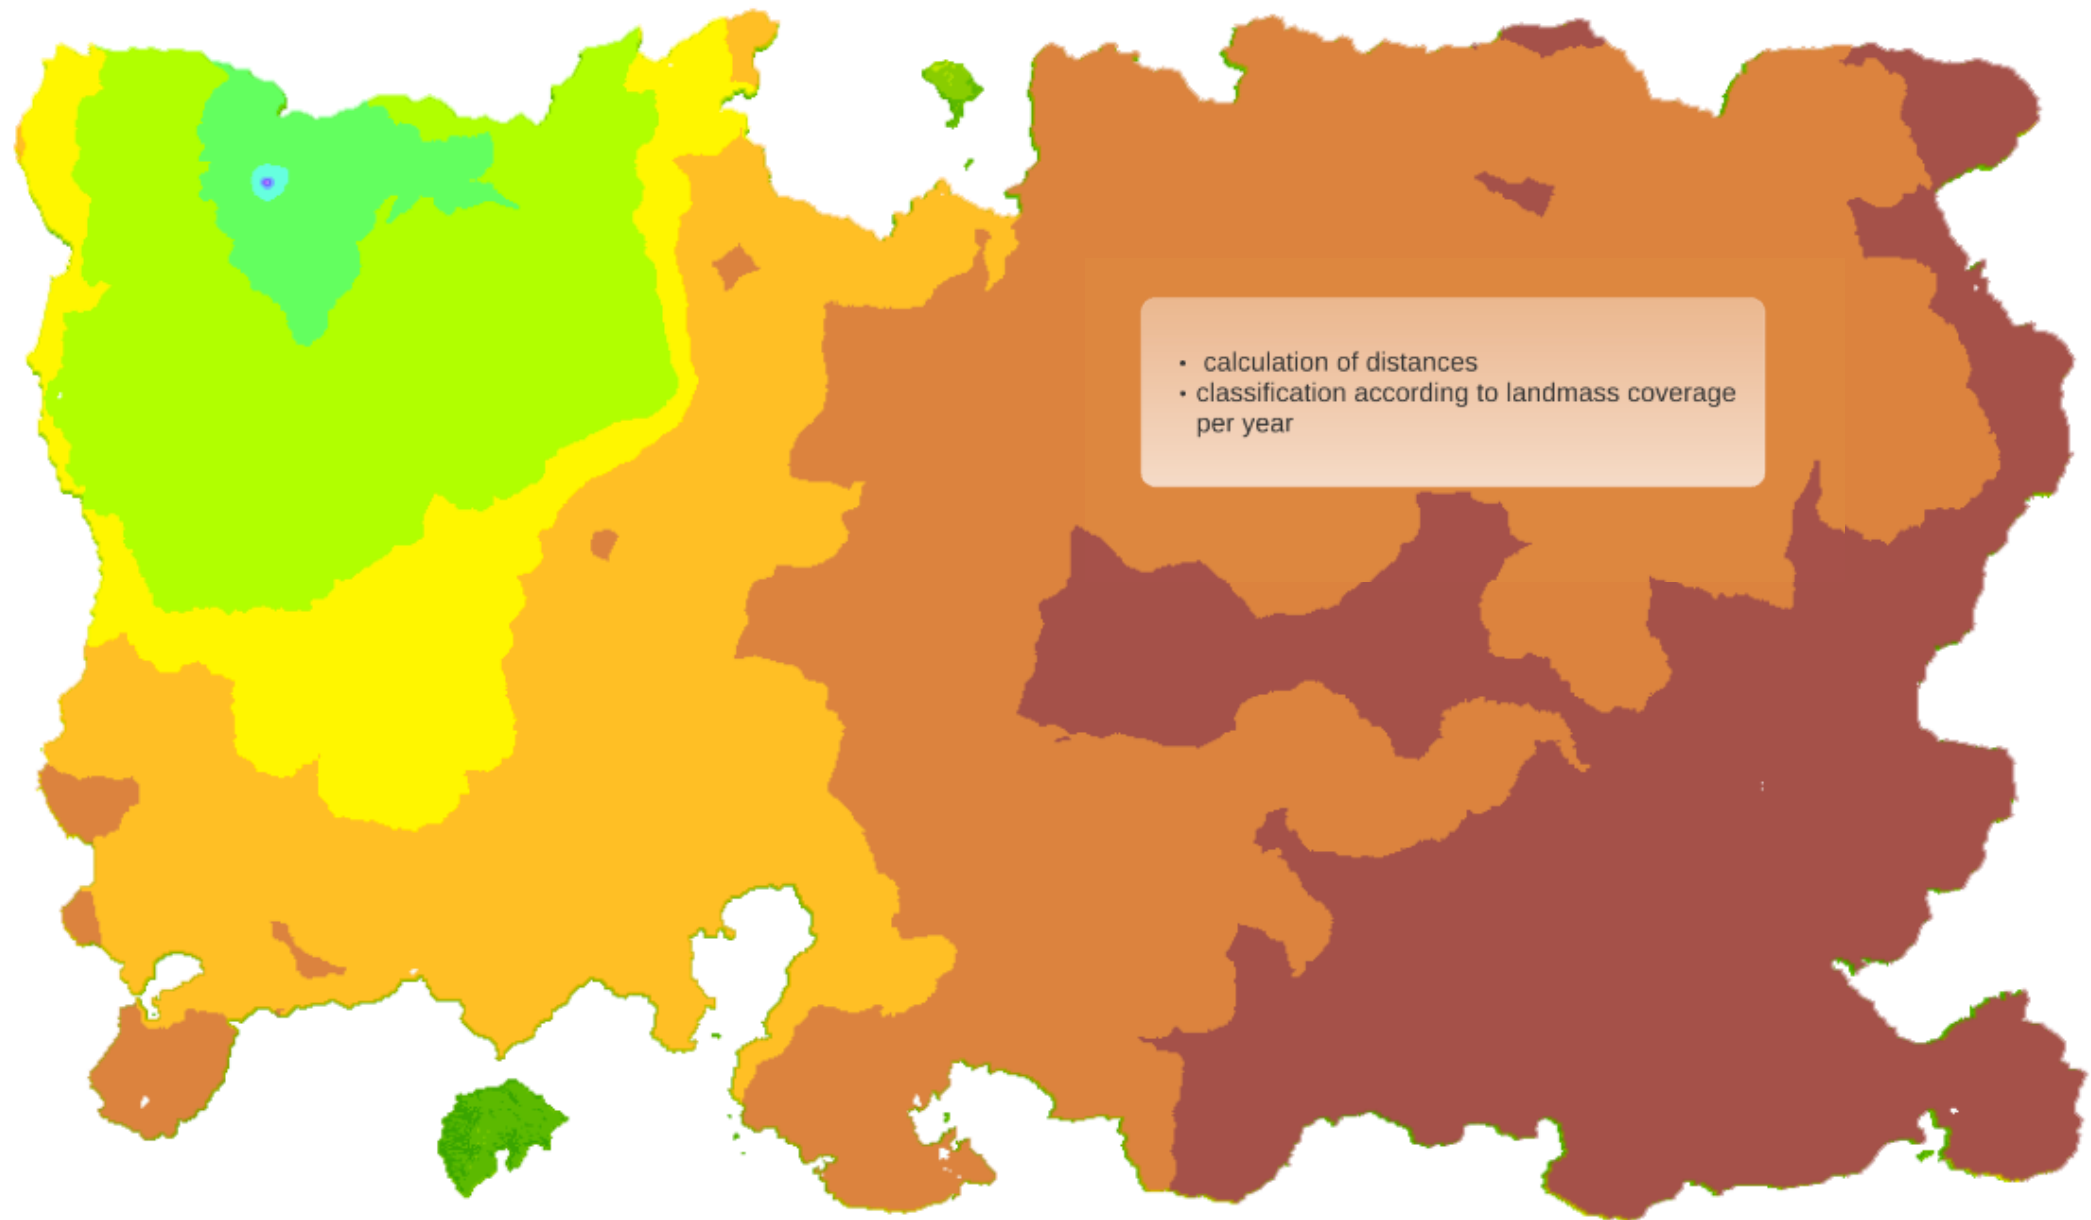 • calculation of distances
• classification according to landmass coverage
per year